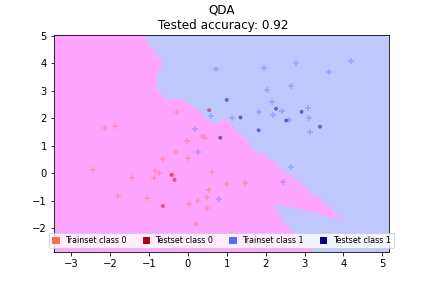 QDA
Tested accuracy: 0.92
5
4
3
2
1
0
−1
−2
Trainset class 0 Testset class 0 Trainset class 1 Testset class 1
−3 −2 −1 0 1 2 3 4 5